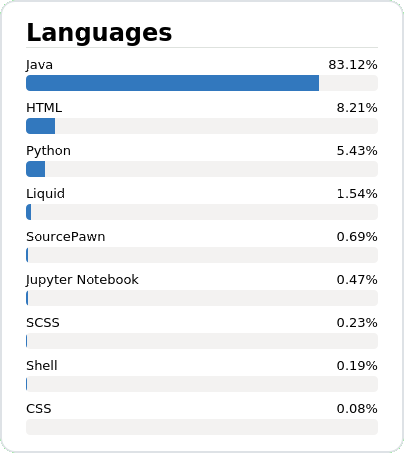 Languages
Java 83.12%
HTML 8.21%
Python 5.43%
Liquid 1.54%
SourcePawn 0.69%
Jupyter Notebook 0.47%
SCSS 0.23%
Shell 0.19%
CSS 0.08%